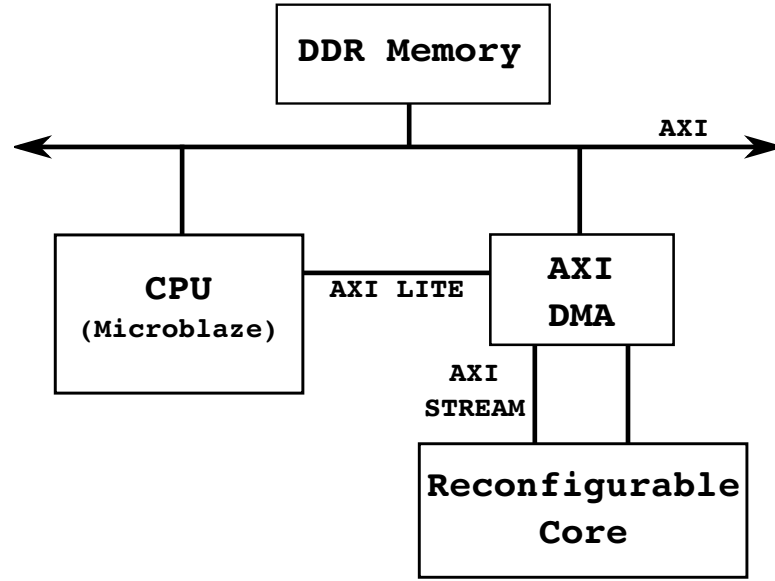 DDR Memory
AXI
CPU
(Microblaze)
AXI LITE
AXI
DMA
AXI
STREAM
Reconfigurable
Core